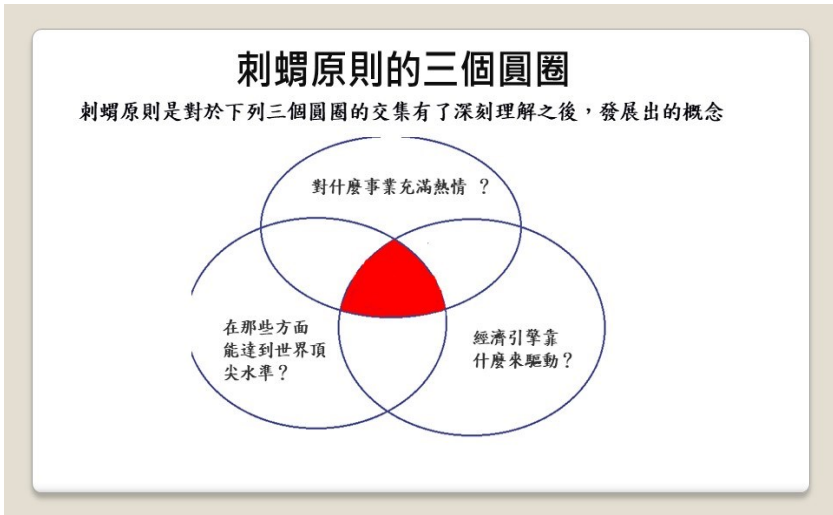 刺蝟原則的三個圓圈
刺蝟原則是對於下列三個圓圈的交集有了深刻理解之後，發展出的概念
對什麼事業充滿熱情 ？
在那些方面
能達到世界頂
尖水準？
經濟引擎靠
什麼來驅動？